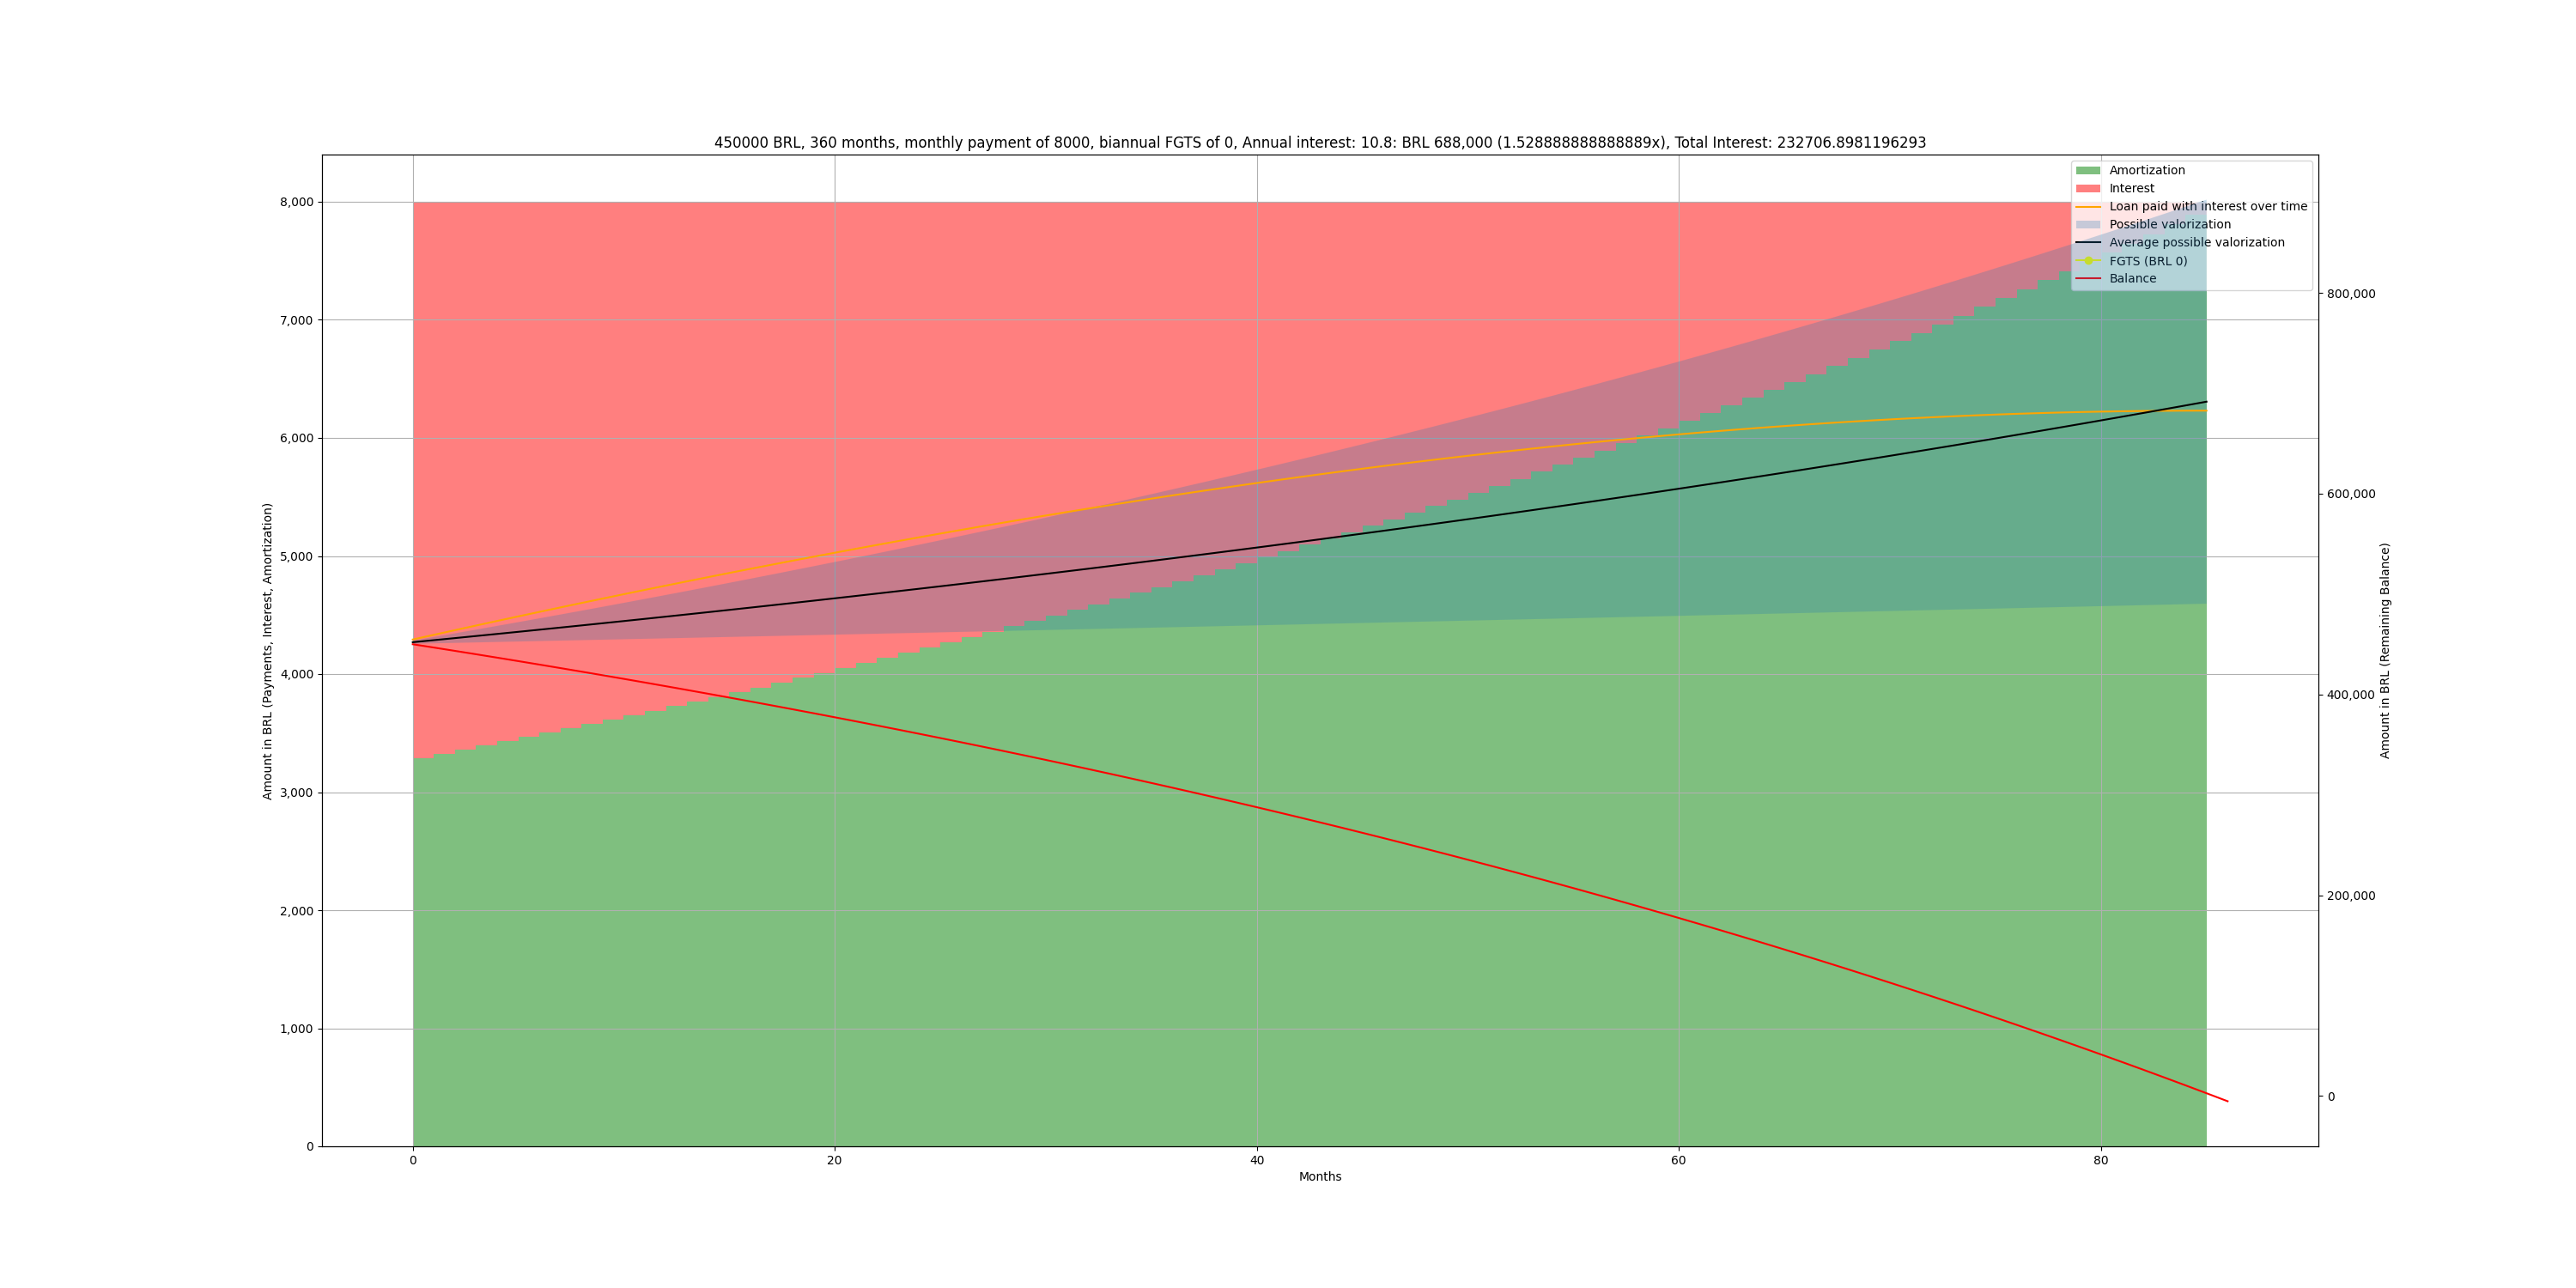 450000 BRL, 360 months, monthly payment of 8000, biannual FGTS of 0, Annual interest: 10.8: BRL 688,000 (1.528888888888889x), Total Interest: 232706.8981196293
Amortization
Interest
Loan paid with interest over time
Possible valorization
Average possible valorization
FGTS (BRL 0)
Balance
Amount in BRL (Payments, Interest, Amortization)
8,000
7,000
6,000
5,000
4,000
3,000
2,000
1,000
0
800,000
600,000
400,000
200,000
0
Amount in BRL (Remaining Balance)
0 20 40 60 80
Months